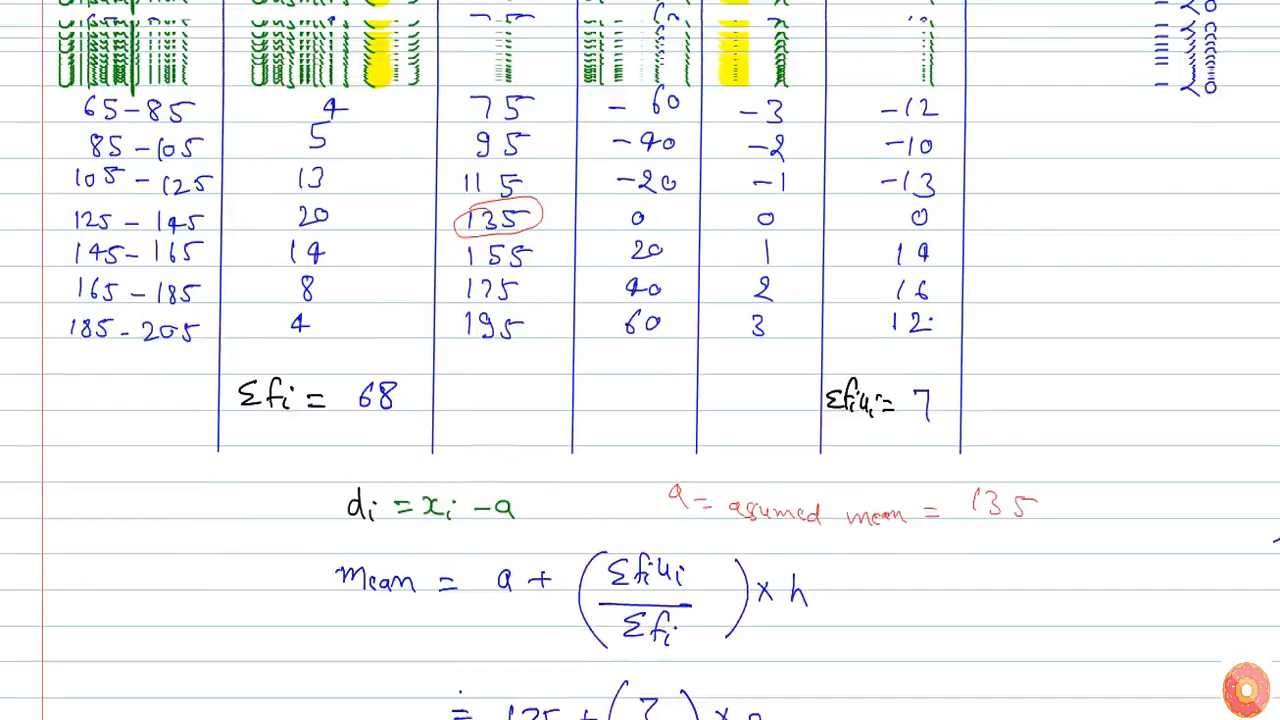 65-85 4 75 -60 -3 -12
85-105 5 95 -40 -2 -10
105-125 13 115 -20 -1 -13
125-145 20 135 0 0 0
145-165 14 155 20 1 14
165-185 8 175 40 2 16
185-205 4 195 60 3 12
Σfi = 68 Σfiui = 7
di = xi - a a = asumed mean = 135
mean = a + (Σfiui / Σfi) × h